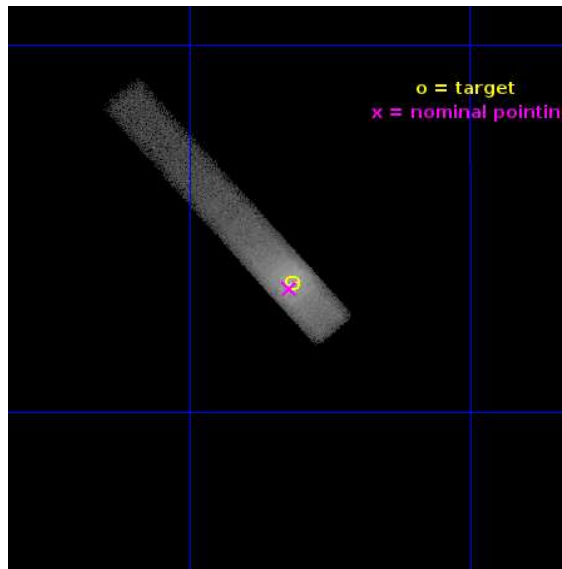 o = target
x = nominal pointin